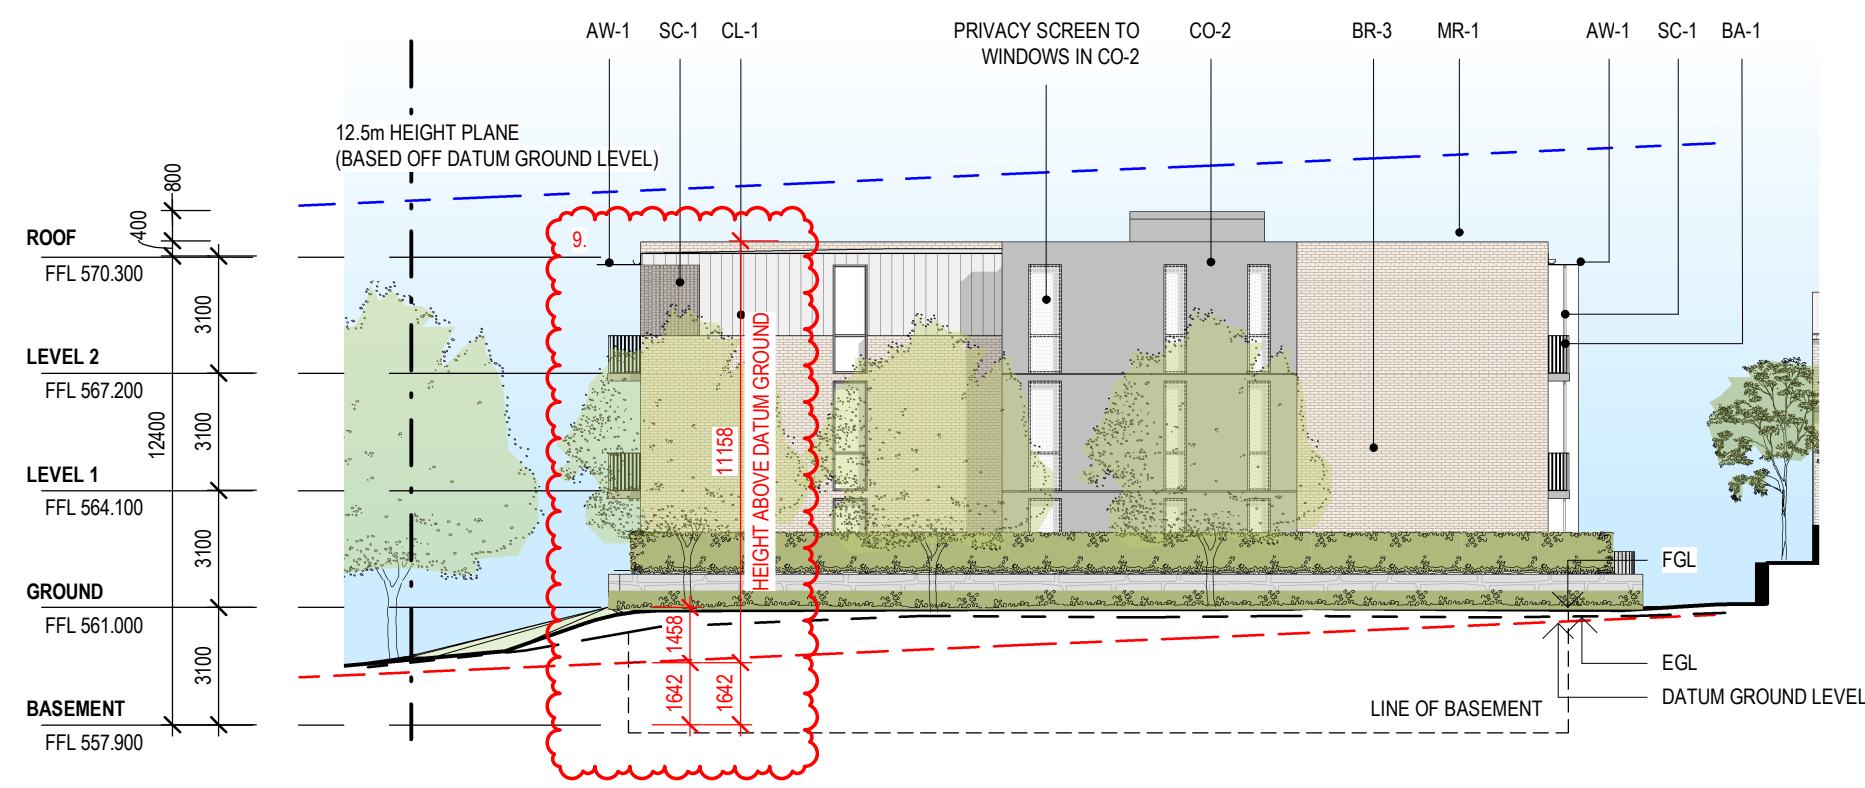 AW-1 SC-1 CL-1 PRIVACY SCREEN TO CO-2 BR-3 MR-1 AW-1 SC-1 BA-1
WINDOWS IN CO-2
12.5m HEIGHT PLANE
(BASED OFF DATUM GROUND LEVEL)
800
400
9.
ROOF
FFL 570.300
3100
LEVEL 2
FFL 567.200
12400
3100
11158
HEIGHT ABOVE DATUM GROUND
LEVEL 1
FFL 564.100
3100
FGL
GROUND
FFL 561.000
1458
3100
EGL
1642
1642
DATUM GROUND LEVEL
BASEMENT
LINE OF BASEMENT
FFL 557.900